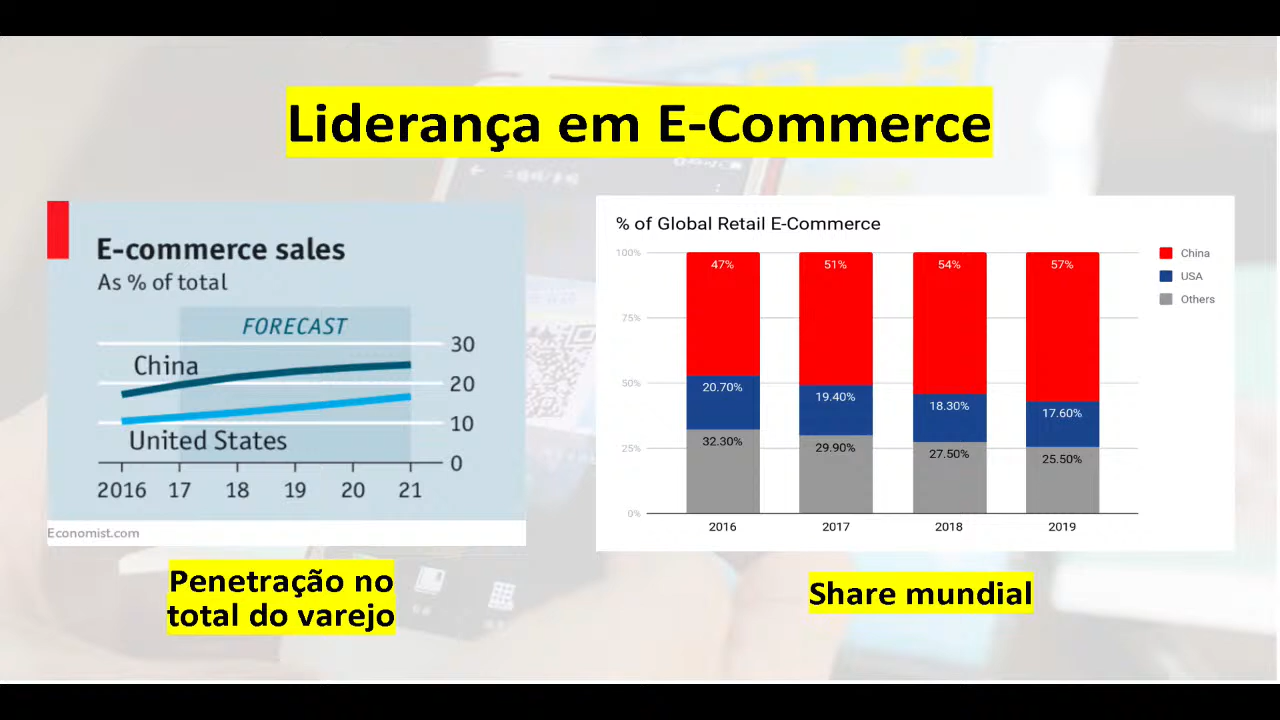 Liderança em E-Commerce
E-commerce sales
As % of total
FORECAST
China
United States
30
20
10
0
2016 17 18 19 20 21
Economist.com
Penetração no
total do varejo
% of Global Retail E-Commerce
100%
75%
50%
25%
0%
47% 51% 54% 57%
20.70% 19.40% 18.30% 17.60%
32.30% 29.90% 27.50% 25.50%
2016 2017 2018 2019
China
USA
Others
Share mundial